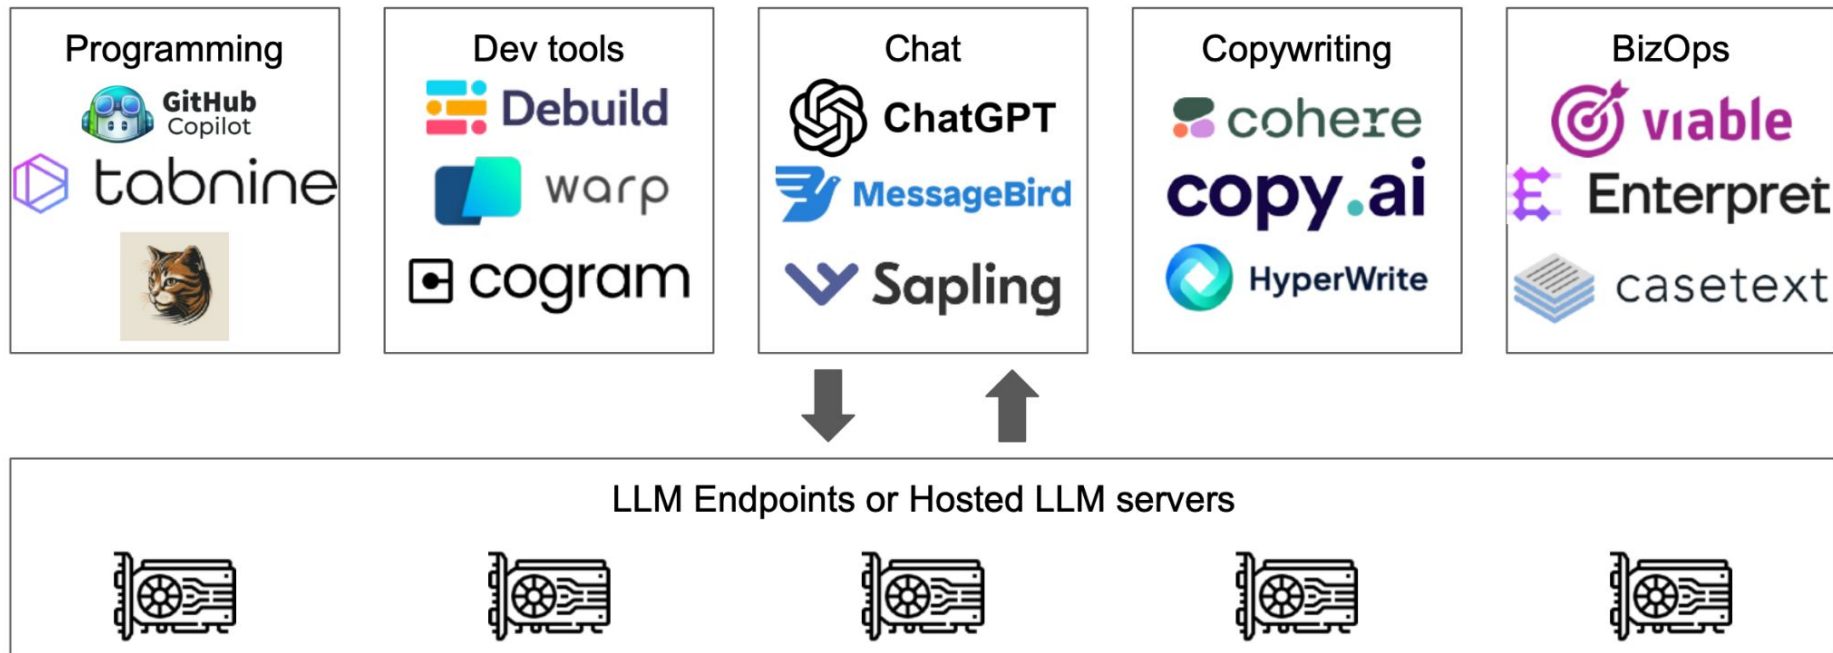 Programming
GitHub
Copilot
tabnine
Dev tools
Debuild
warp
cogram
Chat
ChatGPT
MessageBird
Sapling
Copywriting
cohere
copy.ai
HyperWrite
BizOps
viable
Enterpret
casetext
LLM Endpoints or Hosted LLM servers